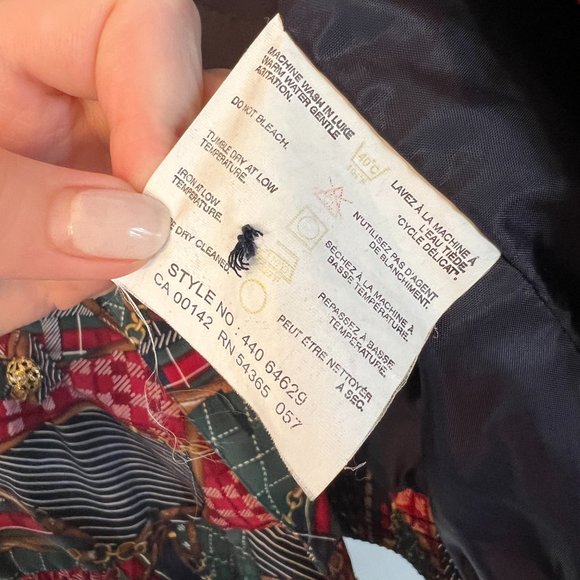 MACHINE WASH IN LUKE
WARM WATER GENTLE
AGITATION.
DO NOT BLEACH.
TUMBLE DRY AT LOW
TEMPERATURE.
IRON AT LOW
TEMPERATURE.
DRY CLEANED
40°C
LAVEZ À LA MACHINE À
L'EAU TIÈDE.
"CYCLE DÉLICAT".
N'UTILISEZ PAS D'AGENT
DE BLANCHIMENT.
SÉCHEZ À LA MACHINE À
BASSE TEMPÉRATURE.
REPASSEZ À BASSE
TEMPÉRATURE.
PEUT ÊTRE NETTOYÉR
À SEC.
STYLE NO: 440 64629
CA 00142 RN 54365 057